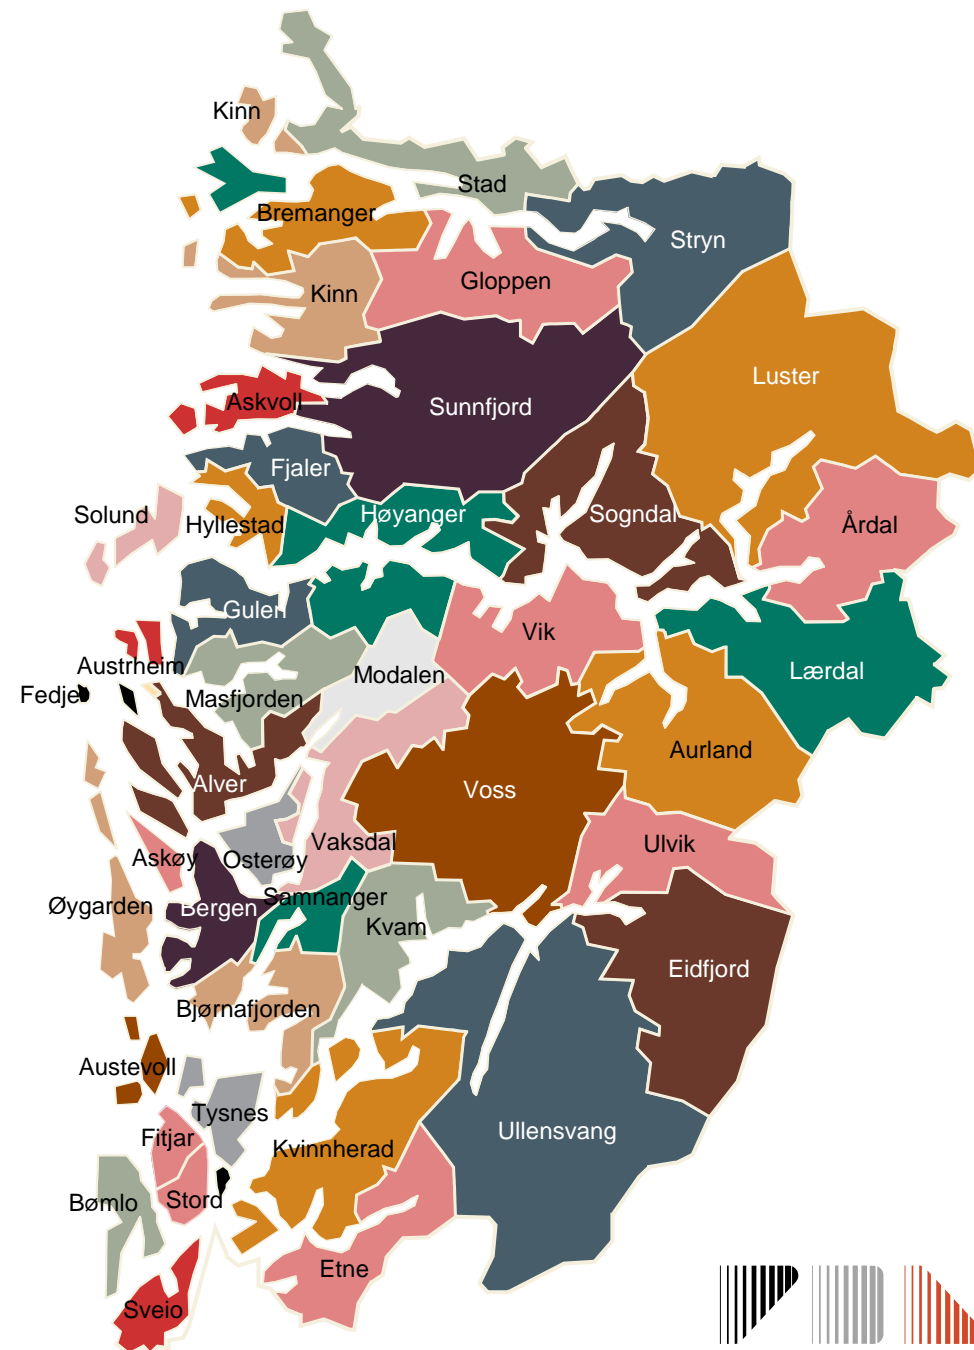 Kinn
Stad
Bremanger
Stryn
Gloppen
Kinn
Luster
Askvoll
Sunnfjord
Fjaler
Solund
Hyllestad
Høyanger
Sogndal
Årdal
Gulen
Vik
Austrheim
Modalen
Lærdal
Fedje
Masfjorden
Aurland
Alver
Voss
Vaksdal
Ulvik
Askøy
Osterøy
Samnanger
Øygarden
Bergen
Kvam
Eidfjord
Bjørnafjorden
Austevoll
Tysnes
Ullensvang
Fitjar
Kvinnherad
Bømlo
Stord
Etne
Sveio